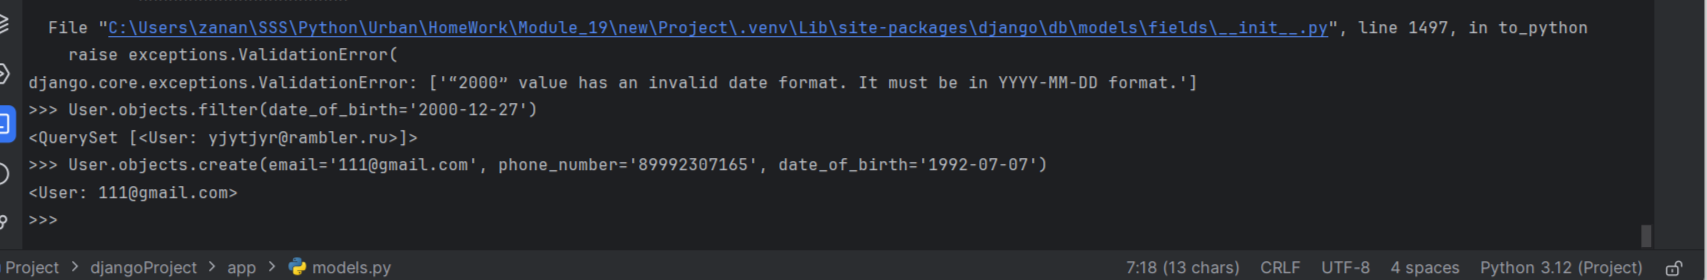 File "C:\Users\zanan\SSS\Python\Urban\HomeWork\Module_19\new\Project\.venv\Lib\site-packages\django\db\models\fields\__init__.py", line 1497, in to_python
raise exceptions.ValidationError(
django.core.exceptions.ValidationError: ['“2000” value has an invalid date format. It must be in YYYY-MM-DD format.']
>>> User.objects.filter(date_of_birth='2000-12-27')
<QuerySet [<User: yjytjyr@rambler.ru>]>
>>> User.objects.create(email='111@gmail.com', phone_number='89992307165', date_of_birth='1992-07-07')
<User: 111@gmail.com>
>>>
Project > djangoProject > app > models.py 7:18 (13 chars) CRLF UTF-8 4 spaces Python 3.12 (Project)